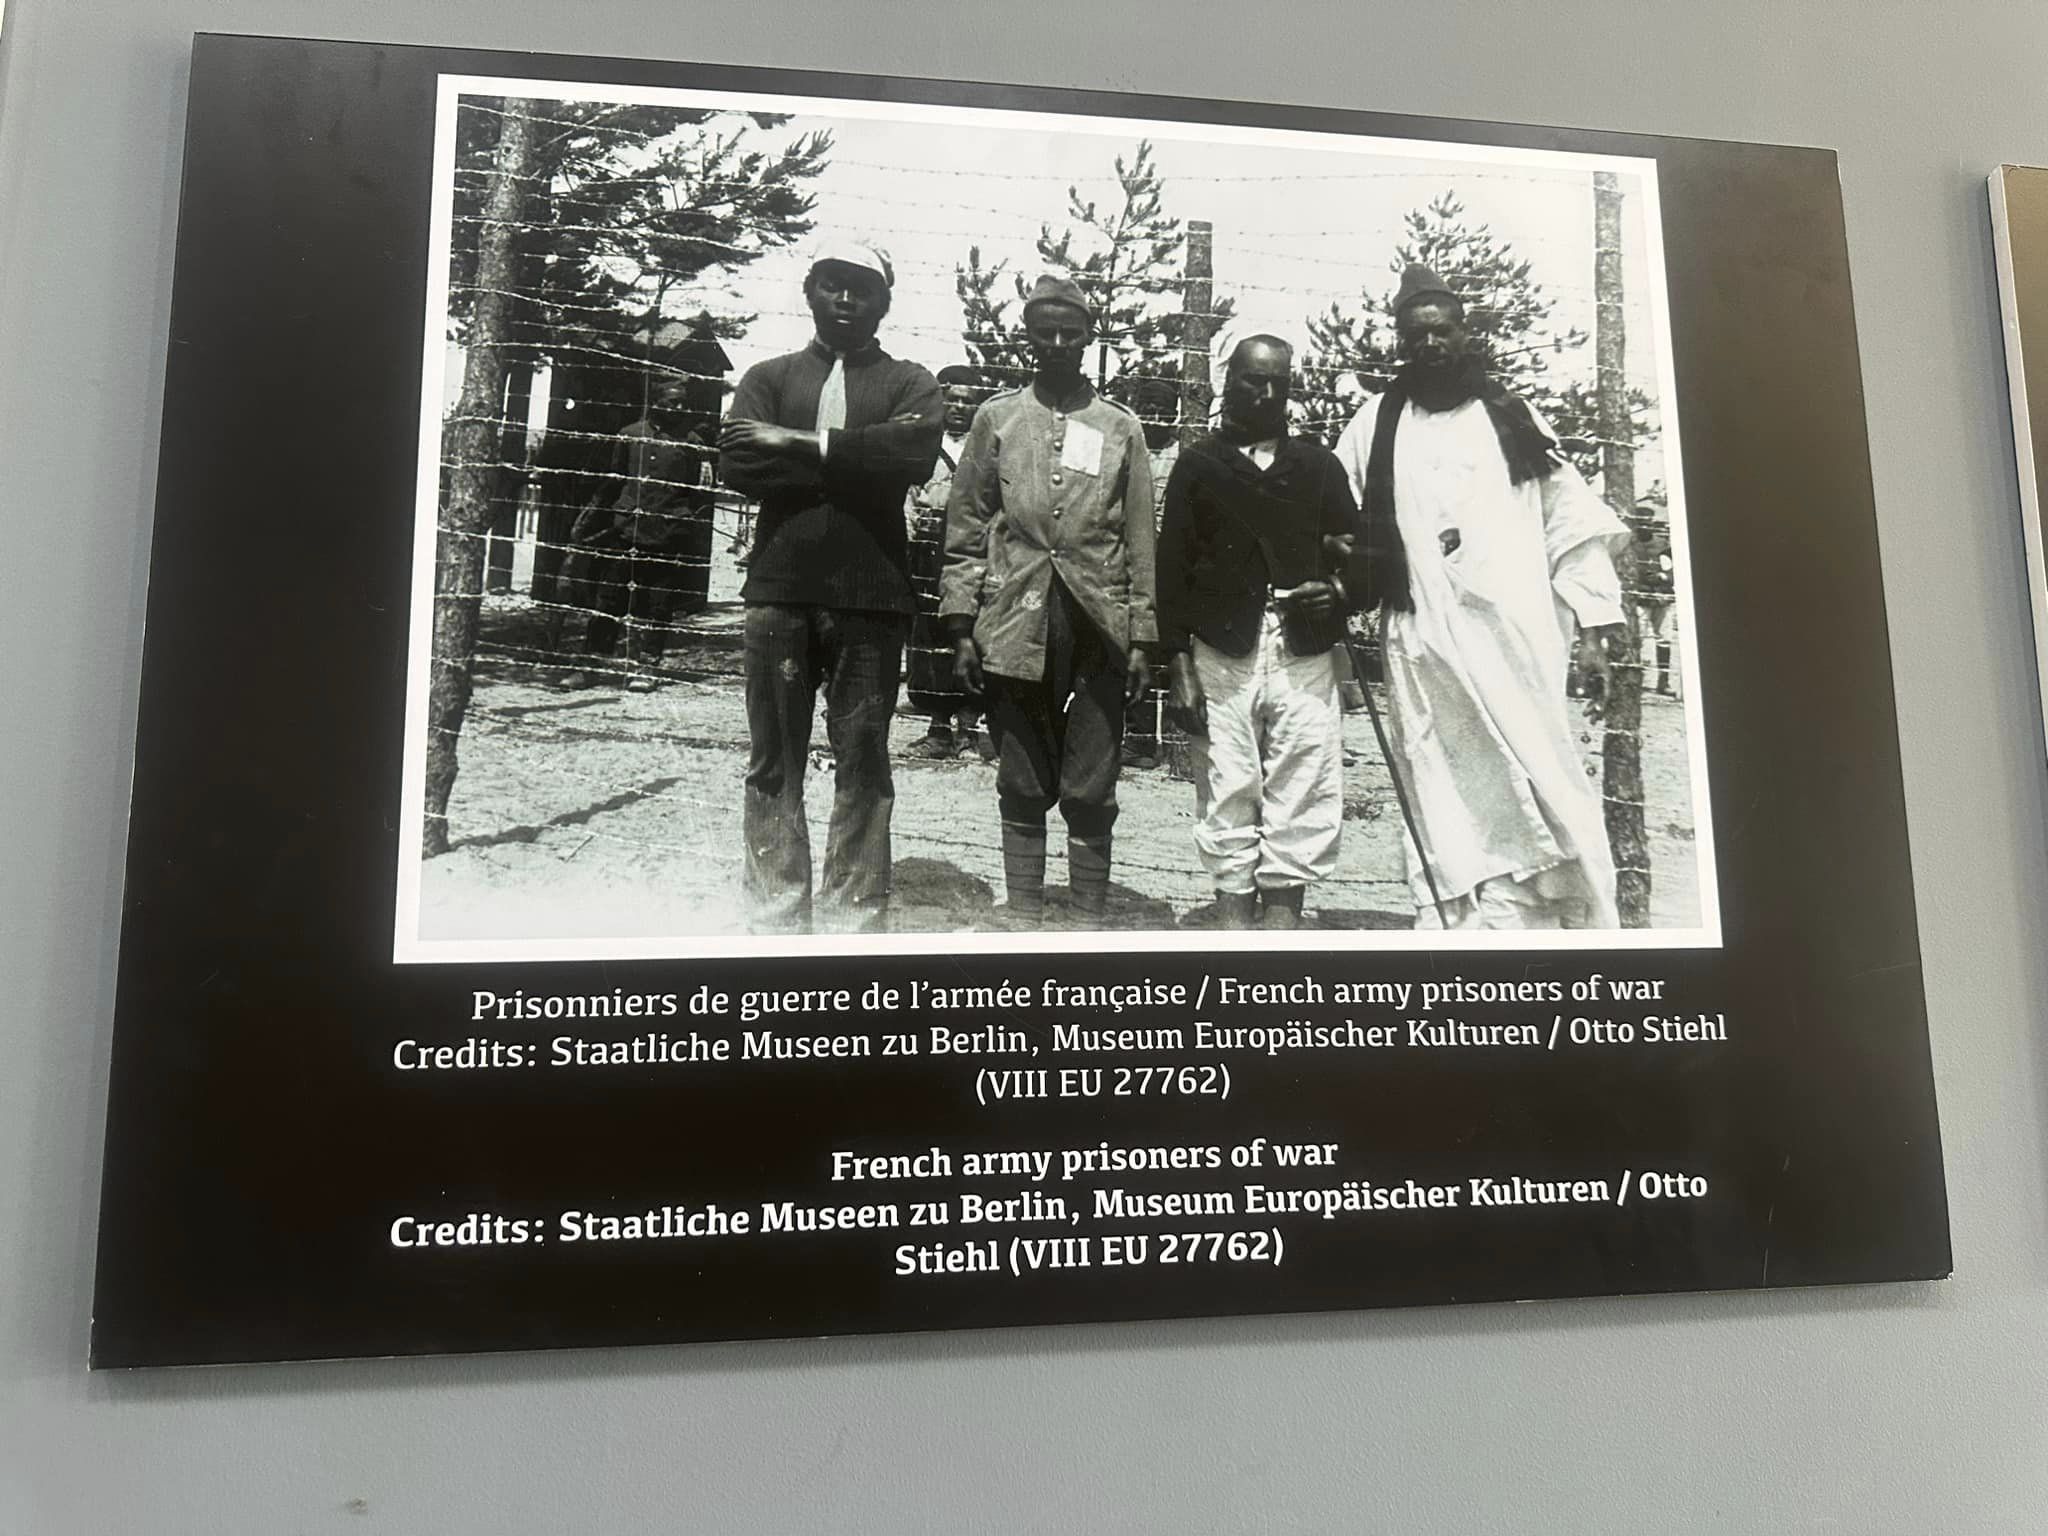 Prisonniers de guerre de l'armée française / French army prisoners of war
Credits: Staatliche Museen zu Berlin, Museum Europäischer Kulturen / Otto Stiehl
(VIII EU 27762)
French army prisoners of war
Credits: Staatliche Museen zu Berlin, Museum Europäischer Kulturen / Otto
Stiehl (VIII EU 27762)